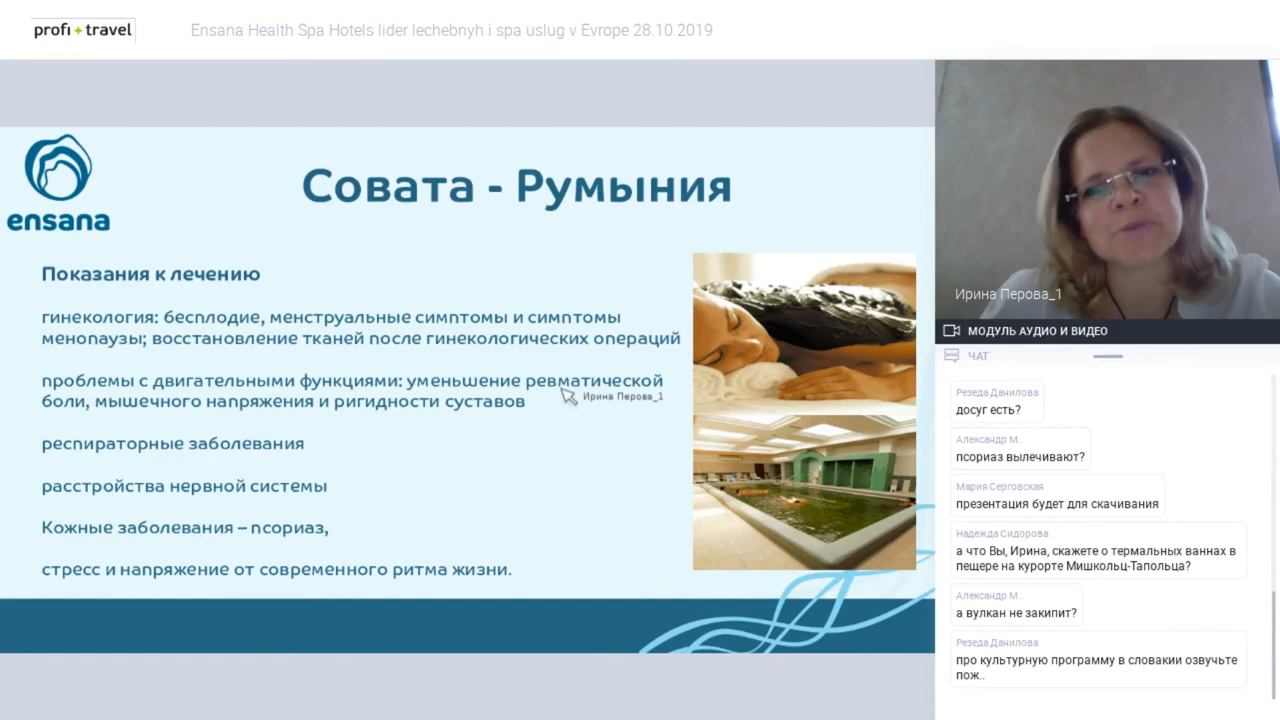 profi + travel
Ensana Health Spa Hotels lider lechebnyh i spa uslug v Evrope 28.10.2019
ensana
Совата - Румыния
Показания к лечению
гинекология: бесплодие, менструальные симптомы и симптомы
менопаузы; восстановление тканей после гинекологических операций
проблемы с двигательными функциями: уменьшение ревматической
боли, мышечного напряжения и ригидности суставов
Ирина Перова_1
респираторные заболевания
расстройства нервной системы
Кожные заболевания – псориаз,
стресс и напряжение от современного ритма жизни.
Ирина Перова_1
МОДУЛЬ АУДИО И ВИДЕО
ЧАТ
Резеда Данилова
досуг есть?
Александр М..
псориаз вылечивают?
Мария Серговская
презентация будет для скачивания
Надежда Сидорова
а что Вы, Ирина, скажете о термальных ваннах в
пещере на курорте Мишкольц-Тапольца?
Александр М..
а вулкан не закипит?
Резеда Данилова
про культурную программу в словакии озвучьте
пож..